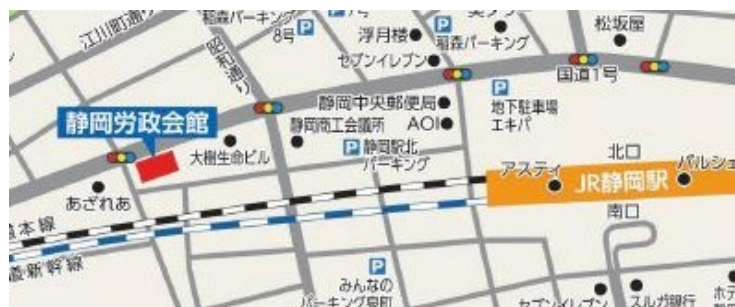 江川町通り
8号
昭和通り
浮月楼
セブンイレブン
稲森パーキング
松坂屋
国道1号
静岡労政会館
静岡中央郵便局
静岡商工会議所
AOI
地下駐車場
エキパ
大樹生命ビル
静岡駅北
パーキング
あざれあ
アスティ
北口
パルシェ
JR静岡駅
南口
本線
新幹線
みんなの
パーキング泉町
セブンイレブン
スルガ銀行
ホテ